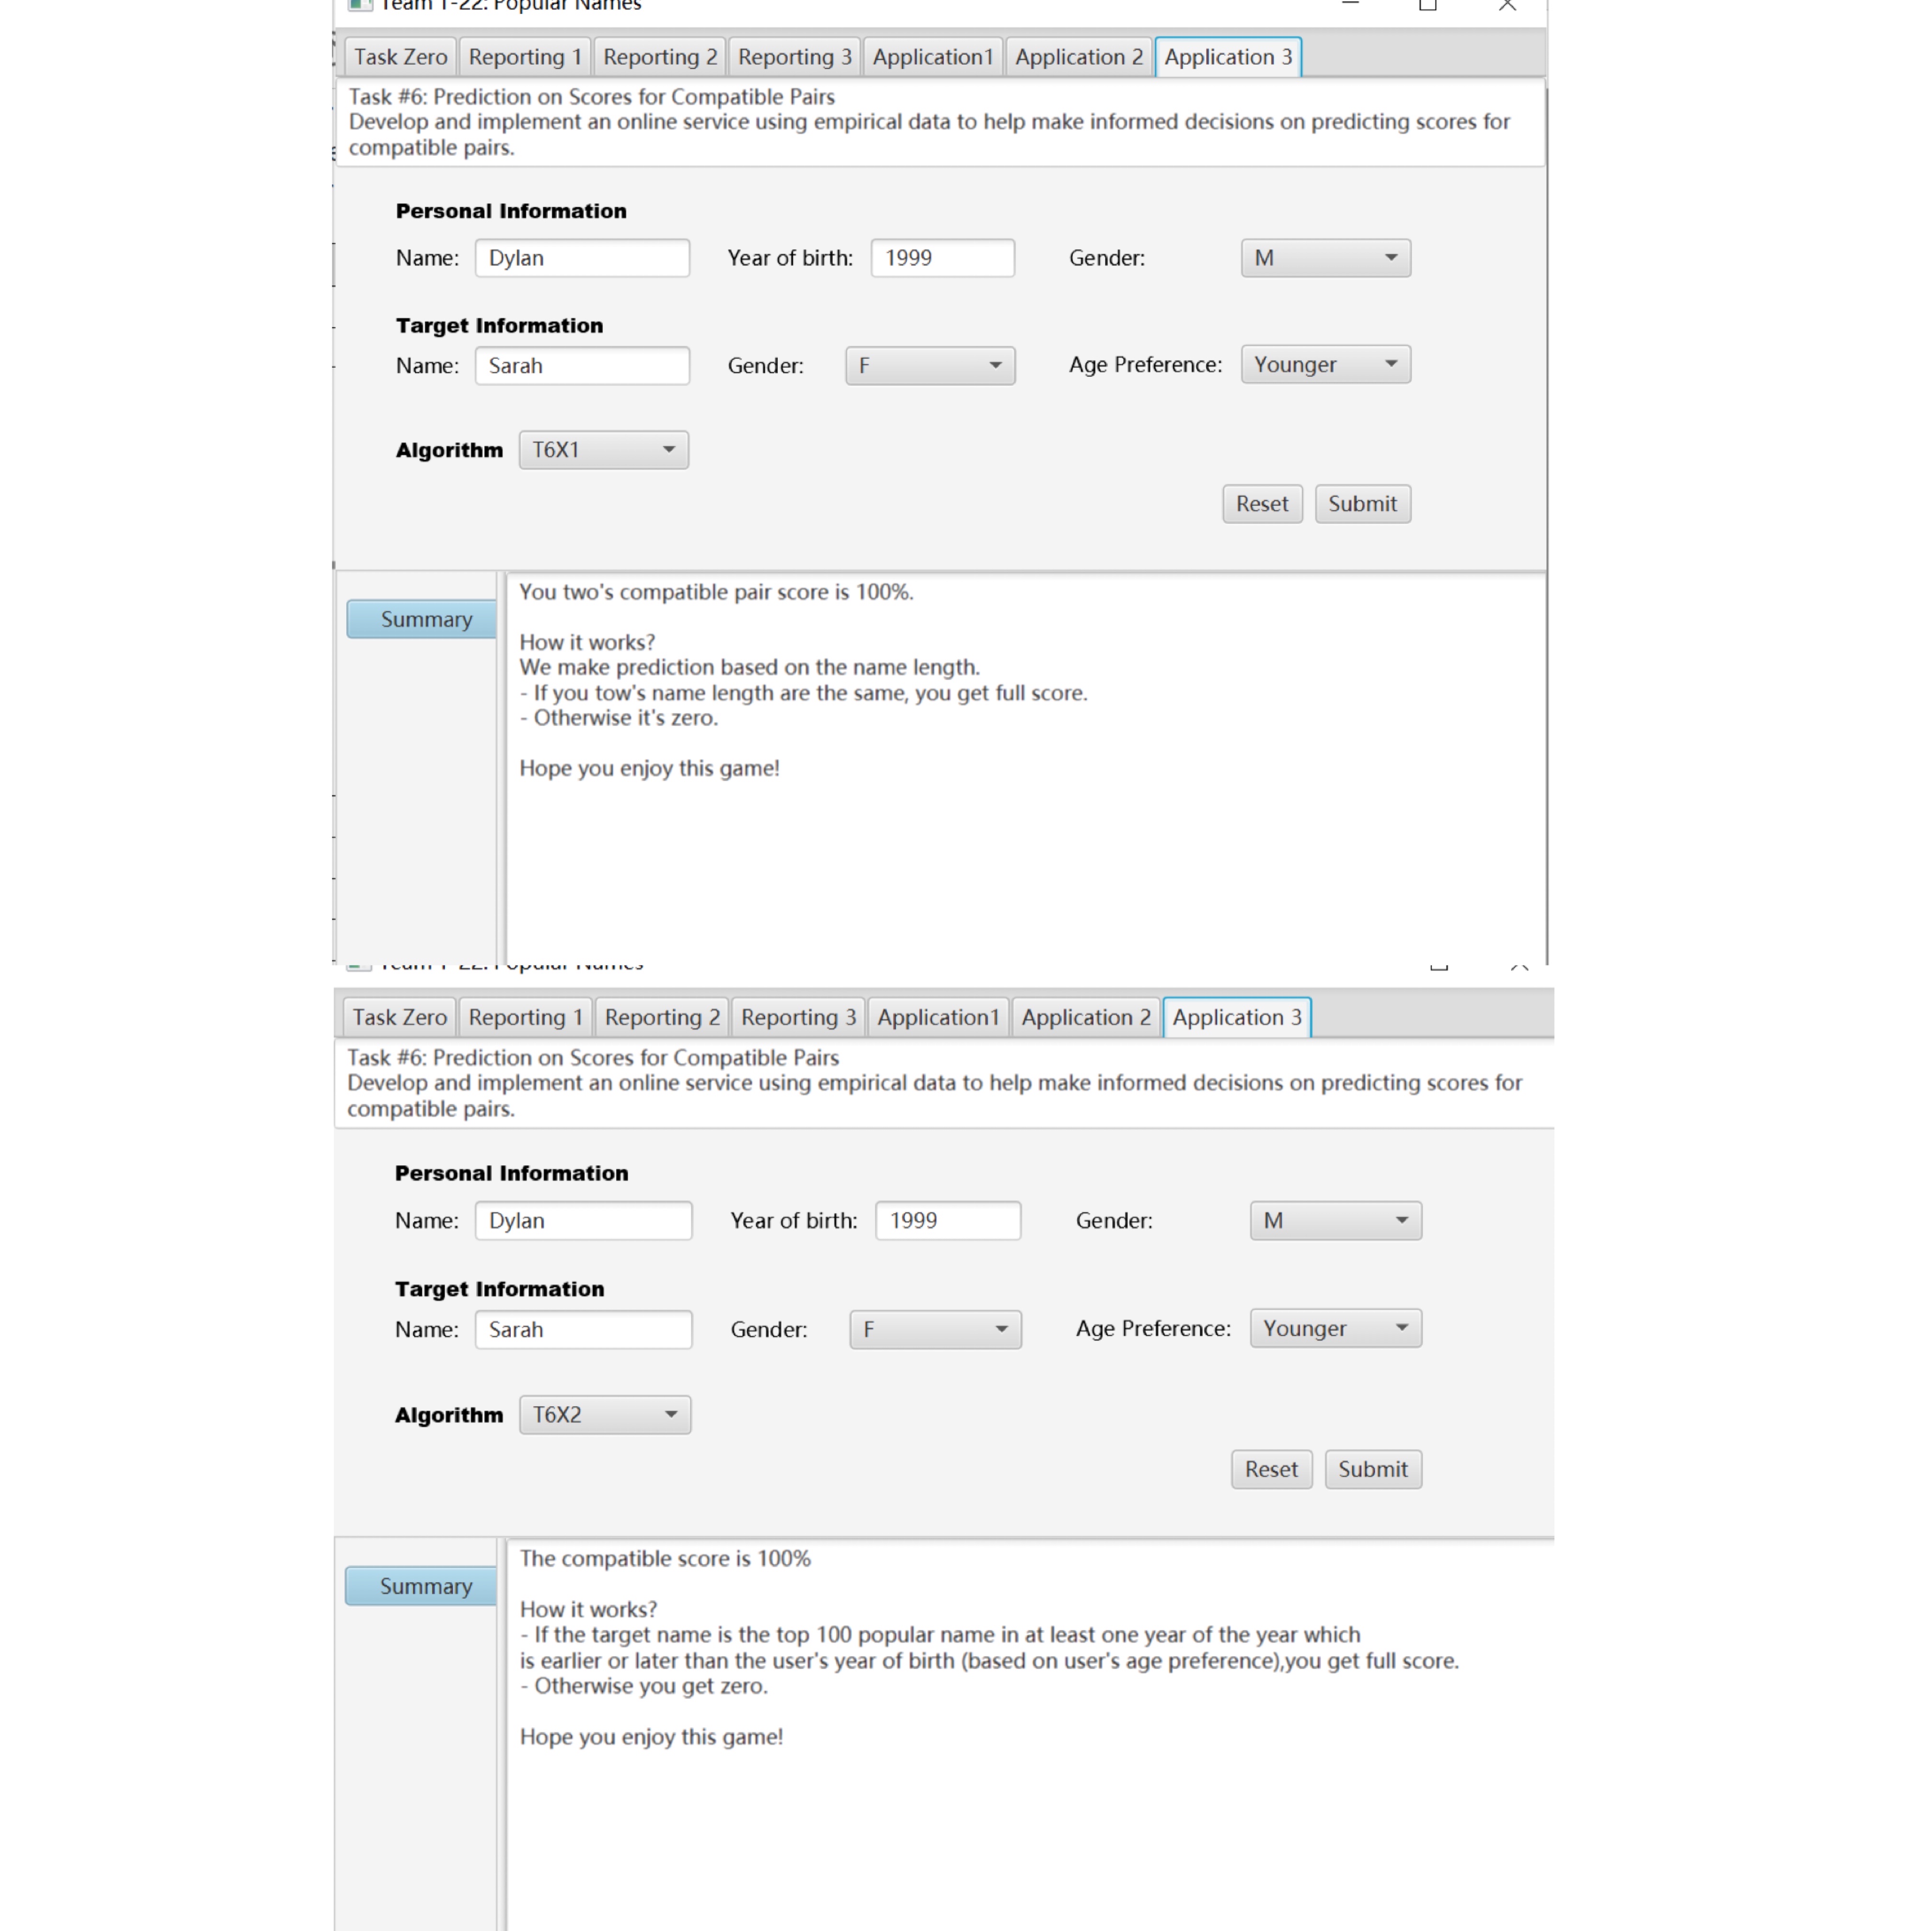 Team T-22: Popular Names
Task Zero Reporting 1 Reporting 2 Reporting 3 Application1 Application 2 Application 3
Task #6: Prediction on Scores for Compatible Pairs
Develop and implement an online service using empirical data to help make informed decisions on predicting scores for
compatible pairs.
Personal Information
Name: Dylan Year of birth: 1999 Gender: M
Target Information
Name: Sarah Gender: F Age Preference: Younger
Algorithm T6X1
Reset Submit
Summary
You two's compatible pair score is 100%.
How it works?
We make prediction based on the name length.
- If you tow's name length are the same, you get full score.
- Otherwise it's zero.
Hope you enjoy this game!
Team T-22: Popular Names
Task Zero Reporting 1 Reporting 2 Reporting 3 Application1 Application 2 Application 3
Task #6: Prediction on Scores for Compatible Pairs
Develop and implement an online service using empirical data to help make informed decisions on predicting scores for
compatible pairs.
Personal Information
Name: Dylan Year of birth: 1999 Gender: M
Target Information
Name: Sarah Gender: F Age Preference: Younger
Algorithm T6X2
Reset Submit
Summary
The compatible score is 100%
How it works?
- If the target name is the top 100 popular name in at least one year of the year which
is earlier or later than the user's year of birth (based on user's age preference),you get full score.
- Otherwise you get zero.
Hope you enjoy this game!